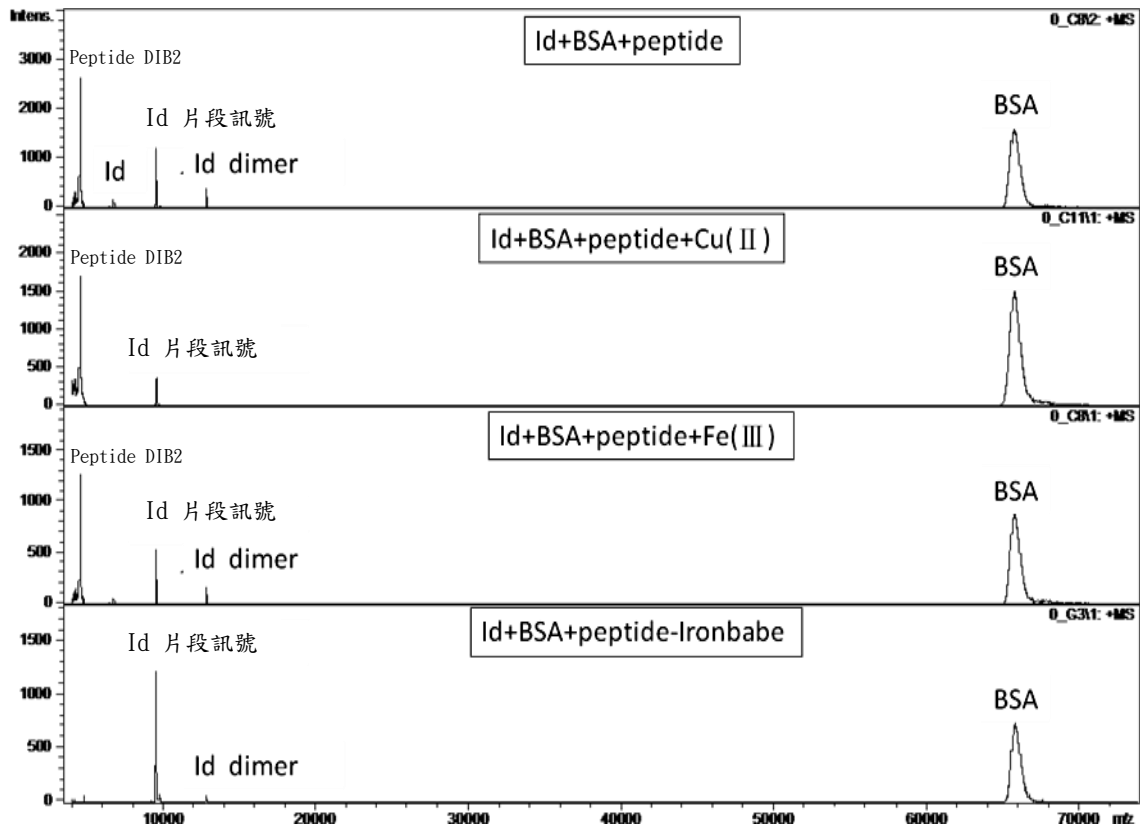 Intens.
0_C8\2: +MS
Id+BSA+peptide
3000
Peptide DIB2
BSA
2000
Id 片段訊號
1000
Id
Id dimer
0
0_C11\1: +MS
Id+BSA+peptide+Cu(Ⅱ)
2000
Peptide DIB2
BSA
1500
1000
Id 片段訊號
500
0
0_C8\1: +MS
Id+BSA+peptide+Fe(Ⅲ)
1500
Peptide DIB2
BSA
1000
Id 片段訊號
500
Id dimer
0
0_G3\1: +MS
Id+BSA+peptide-Ironbabe
1500
Id 片段訊號
BSA
1000
500
Id dimer
0
10000 20000 30000 40000 50000 60000 70000 m/z